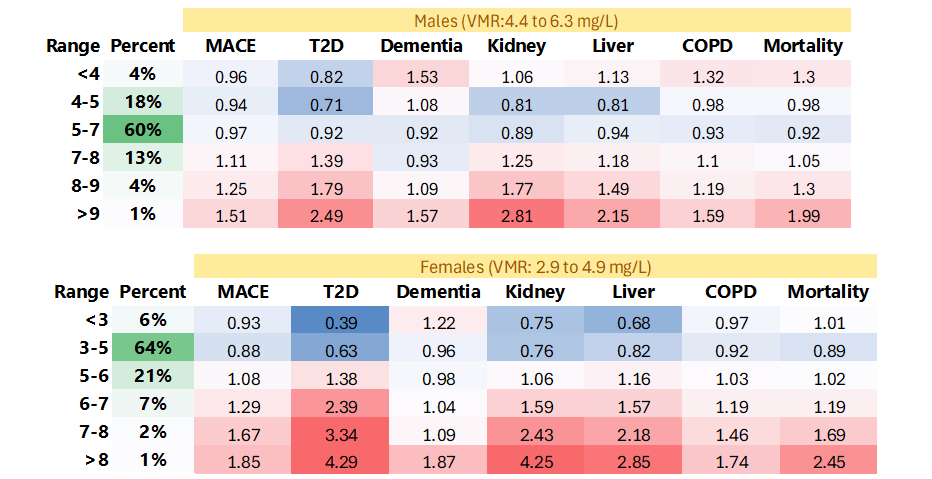 Males (VMR:4.4 to 6.3 mg/L)
Range Percent MACE T2D Dementia Kidney Liver COPD Mortality
<4 4% 0.96 0.82 1.53 1.06 1.13 1.32 1.3
4-5 18% 0.94 0.71 1.08 0.81 0.81 0.98 0.98
5-7 60% 0.97 0.92 0.92 0.89 0.94 0.93 0.92
7-8 13% 1.11 1.39 0.93 1.25 1.18 1.1 1.05
8-9 4% 1.25 1.79 1.09 1.77 1.49 1.19 1.3
>9 1% 1.51 2.49 1.57 2.81 2.15 1.59 1.99
Females (VMR: 2.9 to 4.9 mg/L)
Range Percent MACE T2D Dementia Kidney Liver COPD Mortality
<3 6% 0.93 0.39 1.22 0.75 0.68 0.97 1.01
3-5 64% 0.88 0.63 0.96 0.76 0.82 0.92 0.89
5-6 21% 1.08 1.38 0.98 1.06 1.16 1.03 1.02
6-7 7% 1.29 2.39 1.04 1.59 1.57 1.19 1.19
7-8 2% 1.67 3.34 1.09 2.43 2.18 1.46 1.69
>8 1% 1.85 4.29 1.87 4.25 2.85 1.74 2.45